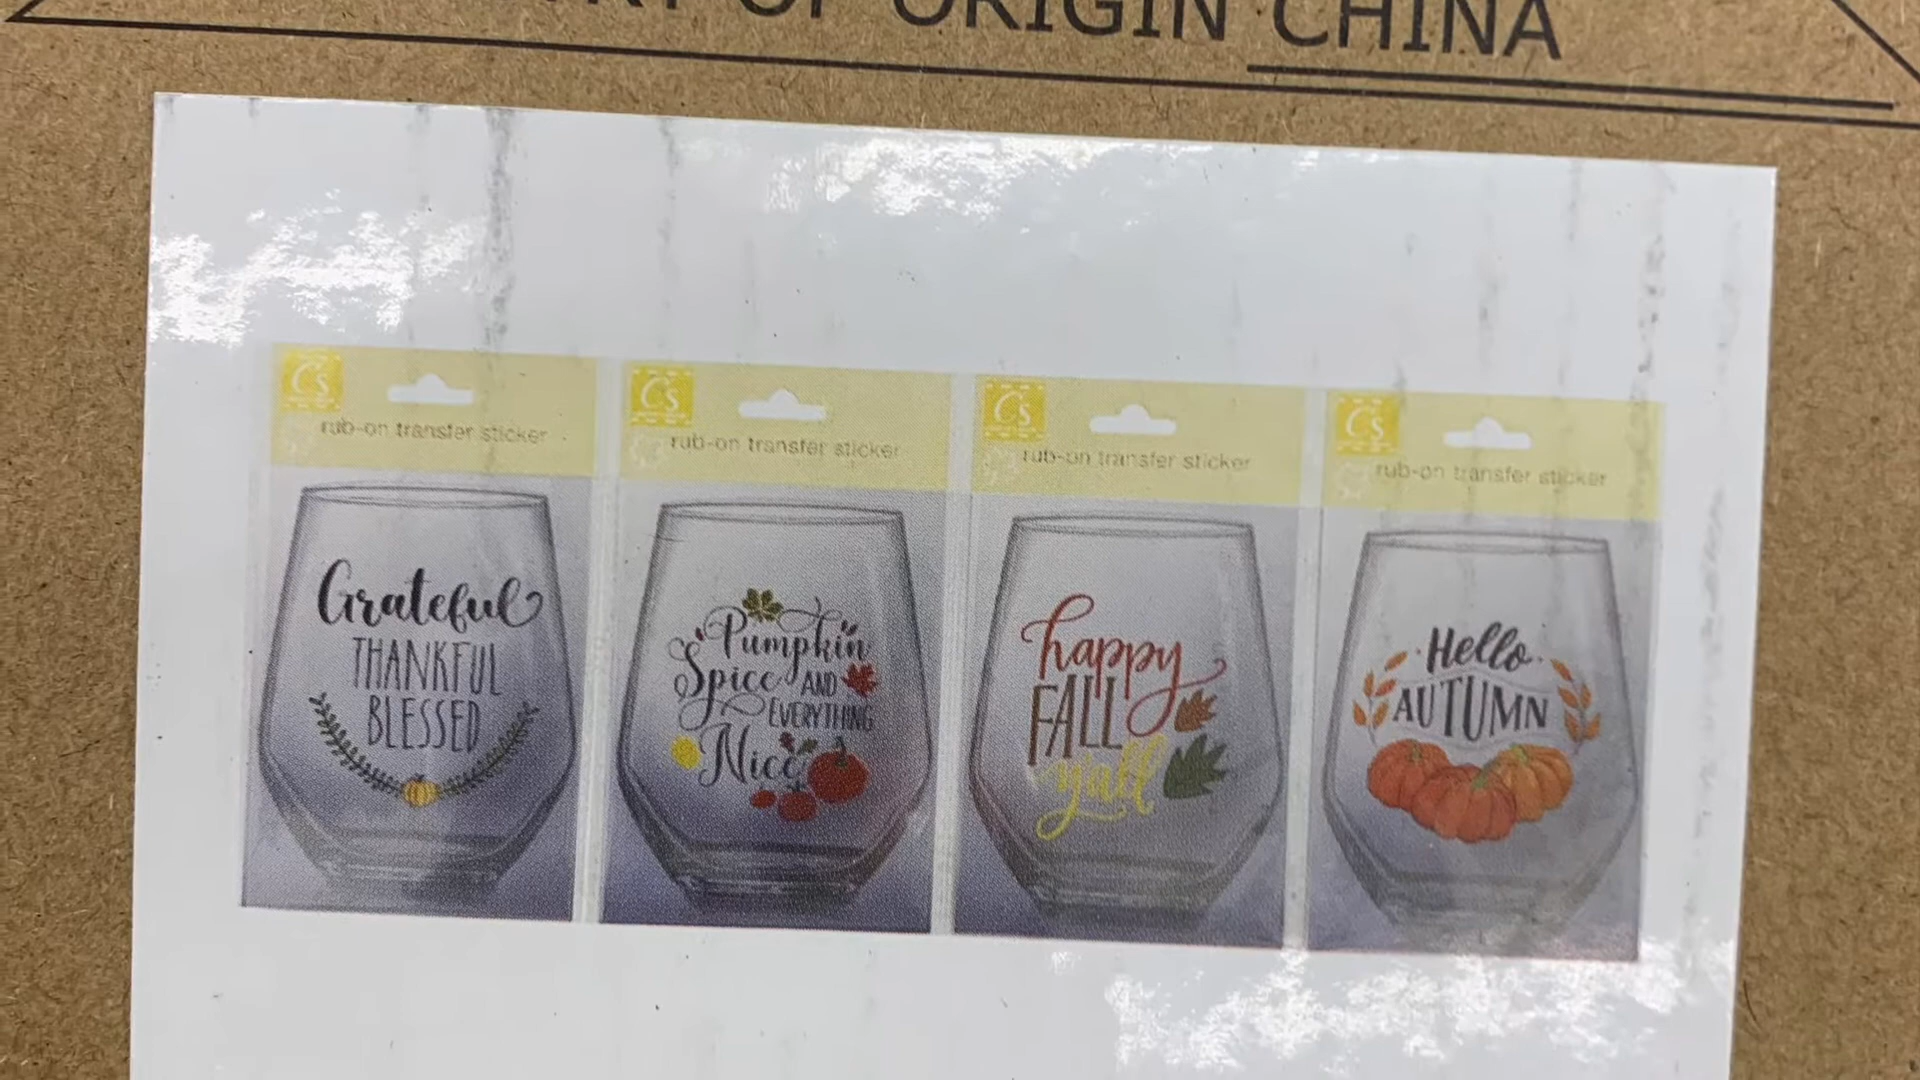 OF ORIGIN CHINA
C's
rub-on transfer sticker
Grateful
THANKFUL
BLESSED
C's
rub-on transfer sticker
Pumpkin
Spice AND
EVERYTHING
Nice
C's
rub-on transfer sticker
happy
FALL
y'all
C's
rub-on transfer sticker
Hello
AUTUMN